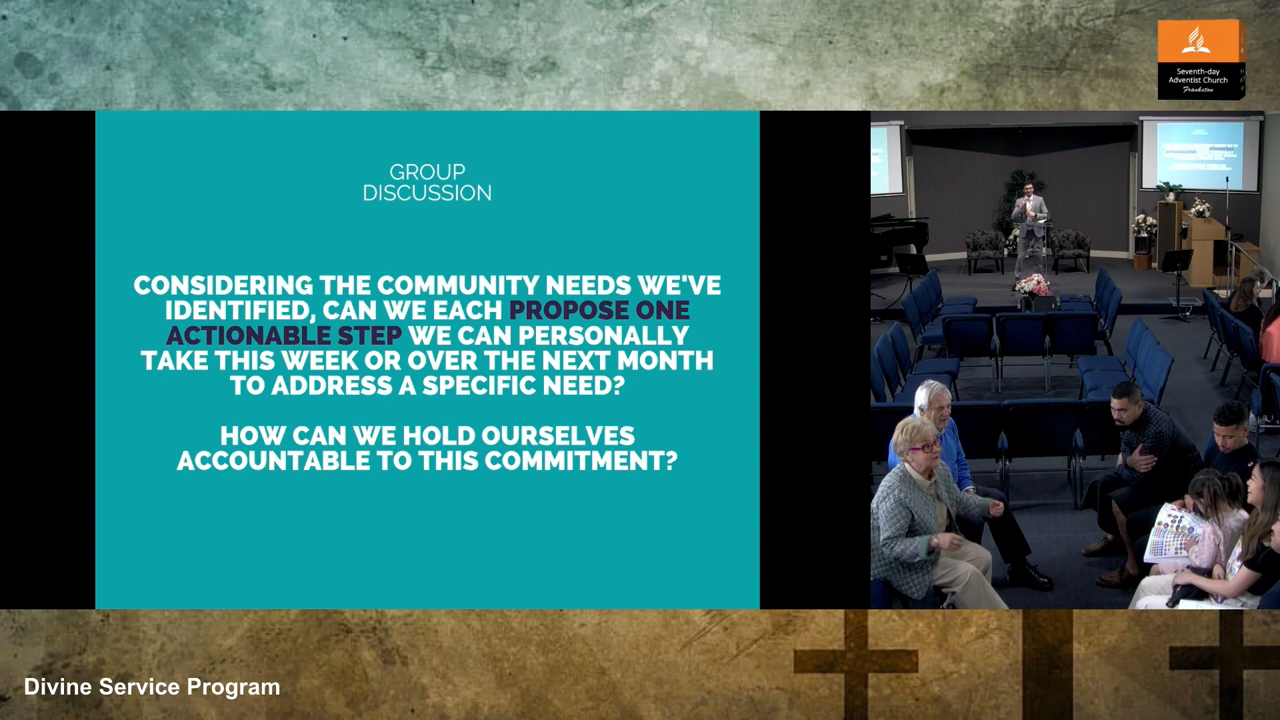 Seventh-day
Adventist Church
Frankston
GROUP
DISCUSSION
CONSIDERING THE COMMUNITY NEEDS WE'VE
IDENTIFIED, CAN WE EACH PROPOSE ONE
ACTIONABLE STEP WE CAN PERSONALLY
TAKE THIS WEEK OR OVER THE NEXT MONTH
TO ADDRESS A SPECIFIC NEED?
HOW CAN WE HOLD OURSELVES
ACCOUNTABLE TO THIS COMMITMENT?
Divine Service Program